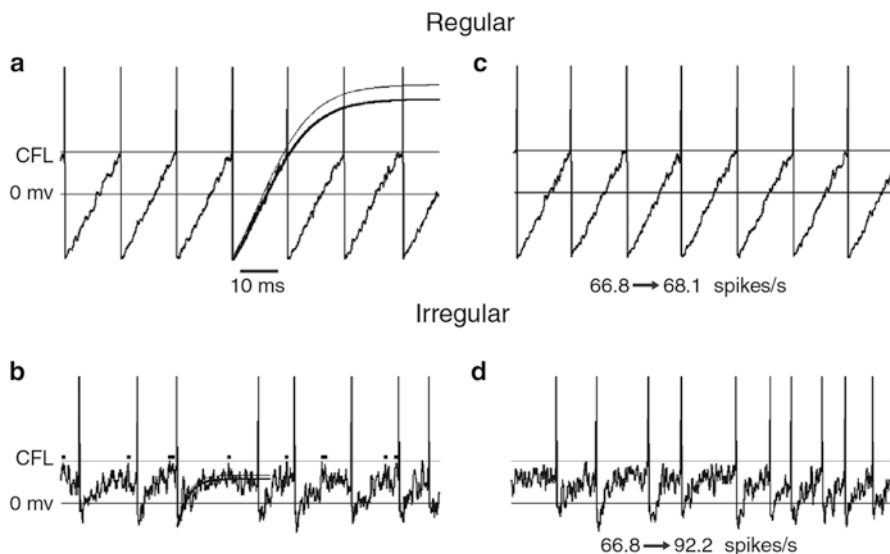 Regular
a
c
CFL
0 mv
10 ms
66.8 → 68.1 spikes/s
Irregular
b
d
CFL
0 mv
66.8 → 92.2 spikes/s